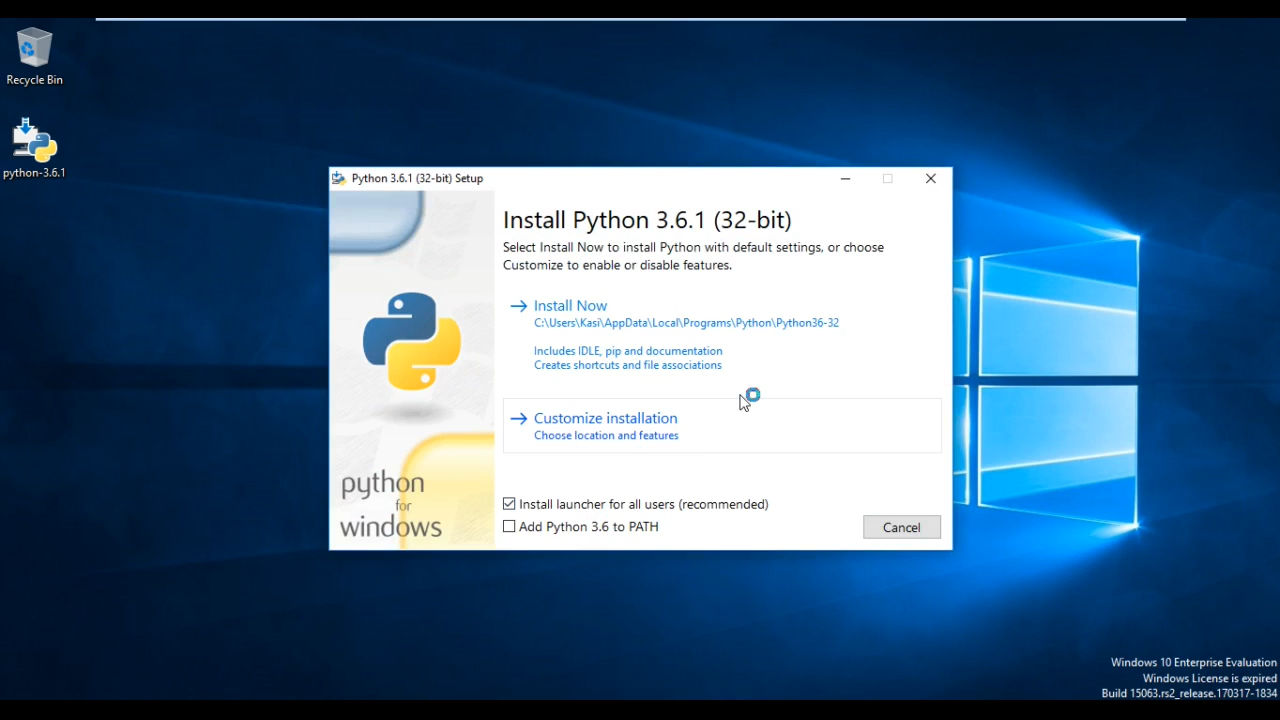 Recycle Bin
python-3.6.1
Python 3.6.1 (32-bit) Setup
Install Python 3.6.1 (32-bit)
Select Install Now to install Python with default settings, or choose
Customize to enable or disable features.
Install Now
C:\Users\Kasi\AppData\Local\Programs\Python\Python36-32
Includes IDLE, pip and documentation
Creates shortcuts and file associations
Customize installation
Choose location and features
python
for
windows
Install launcher for all users (recommended)
Add Python 3.6 to PATH
Cancel
Windows 10 Enterprise Evaluation
Windows License is expired
Build 15063.rs2_release.170317-1834